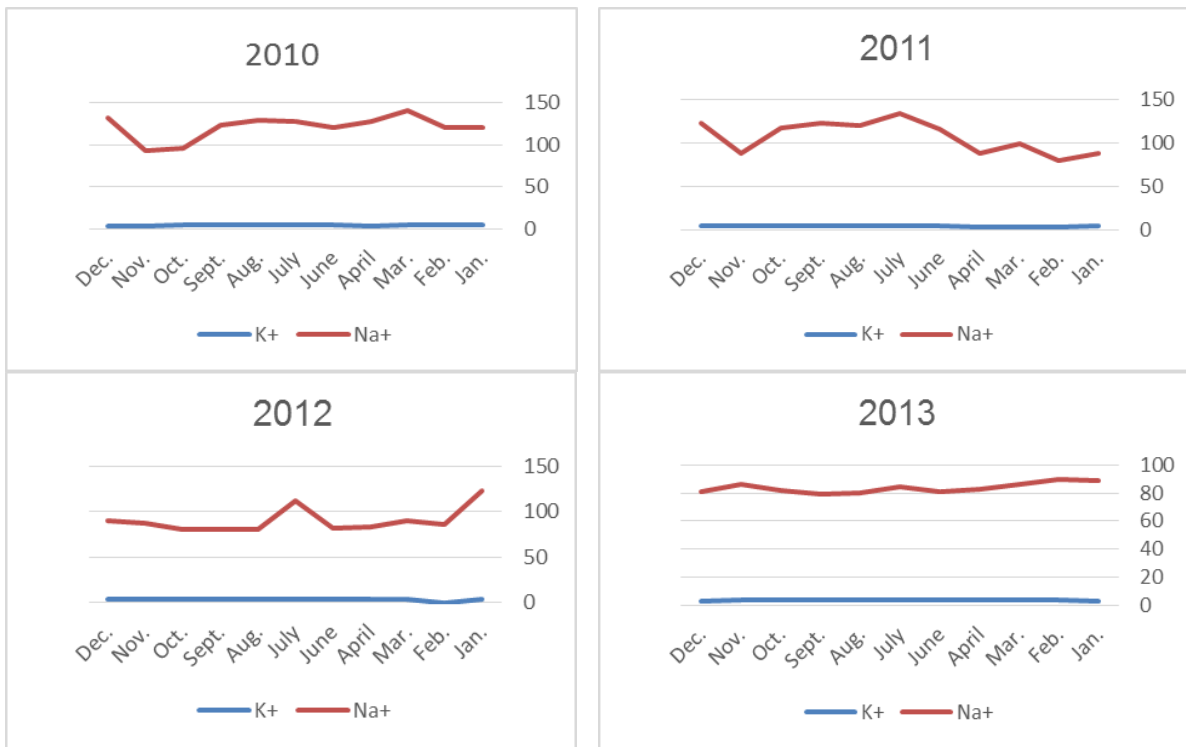 2010
150
100
50
0
Dec. Nov. Oct. Sept. Aug. July June April Mar. Feb. Jan.
K+ Na+
2011
150
100
50
0
Dec. Nov. Oct. Sept. Aug. July June April Mar. Feb. Jan.
K+ Na+
2012
150
100
50
0
Dec. Nov. Oct. Sept. Aug. July June April Mar. Feb. Jan.
K+ Na+
2013
100
80
60
40
20
0
Dec. Nov. Oct. Sept. Aug. July June April Mar. Feb. Jan.
K+ Na+